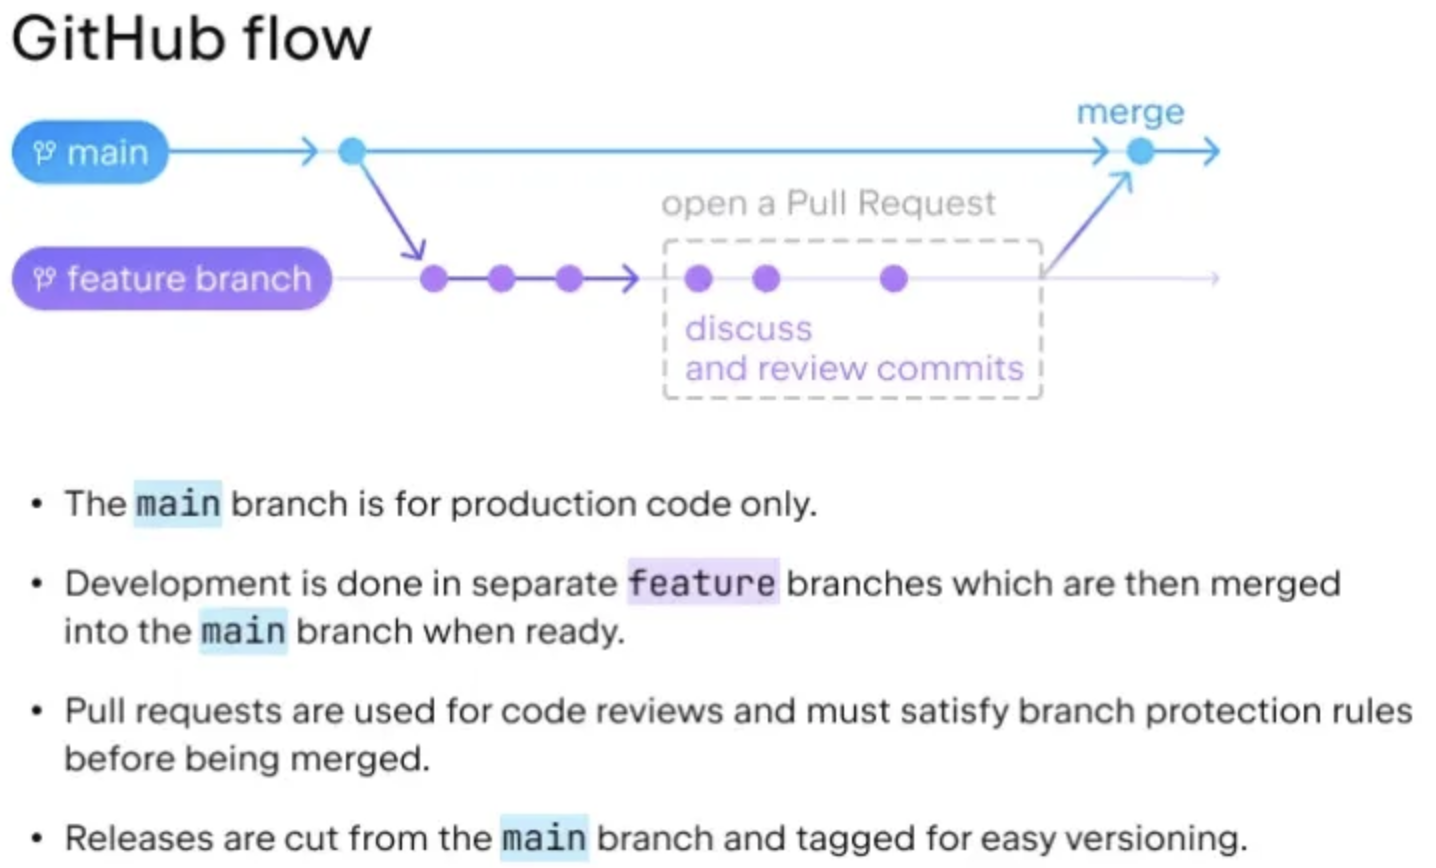 GitHub flow
merge
main
open a Pull Request
feature branch
discuss
and review commits
• The main branch is for production code only.
• Development is done in separate feature branches which are then merged
into the main branch when ready.
• Pull requests are used for code reviews and must satisfy branch protection rules
before being merged.
• Releases are cut from the main branch and tagged for easy versioning.